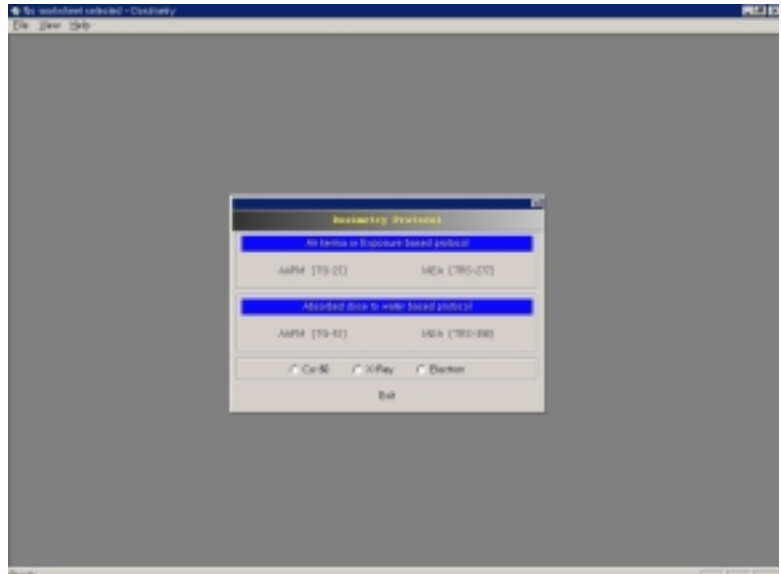 No worksheet selected - Dosimetry
File View Help
Dosimetry Protocol
Air kerma or Exposure based protocol
AAPM [TG-21] IAEA [TRS-277]
Absorbed dose to water based protocol
AAPM [TG-51] IAEA [TRS-398]
Co-60 X-Ray Electron
Exit
Ready